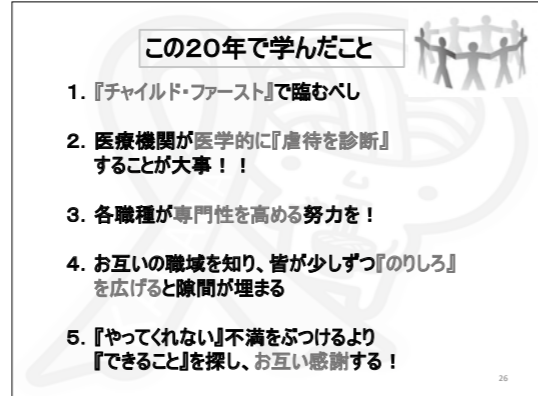 この20年で学んだこと
1. 『チャイルド・ファースト』で臨むべし
2. 医療機関が医学的に『虐待を診断』
することが大事！！
3. 各職種が専門性を高める努力を！
4. お互いの職域を知り、皆が少しずつ『のりしろ』
を広げると隙間が埋まる
5. 『やってくれない』不満をぶつけるより
『できること』を探し、お互い感謝する！
26